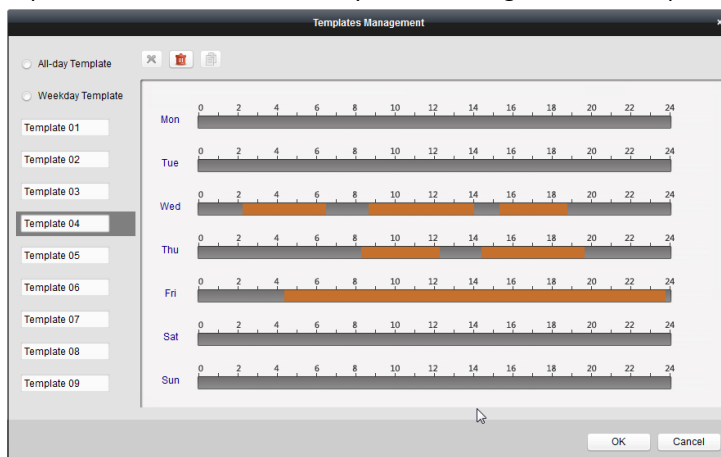 Templates Management
All-day Template
Weekday Template
Template 01
Template 02
Template 03
Template 04
Template 05
Template 06
Template 07
Template 08
Template 09
Mon
0 2 4 6 8 10 12 14 16 18 20 22 24
Tue
0 2 4 6 8 10 12 14 16 18 20 22 24
Wed
0 2 4 6 8 10 12 14 16 18 20 22 24
Thu
0 2 4 6 8 10 12 14 16 18 20 22 24
Fri
0 2 4 6 8 10 12 14 16 18 20 22 24
Sat
0 2 4 6 8 10 12 14 16 18 20 22 24
Sun
0 2 4 6 8 10 12 14 16 18 20 22 24
OK
Cancel